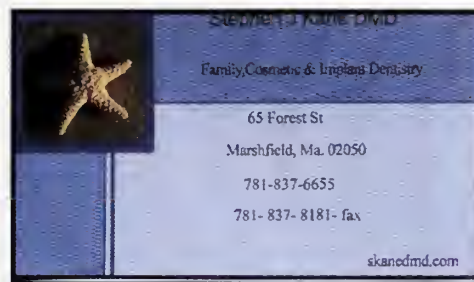 Stephen J Kane DMD
Family,Cosmetic & Implant Dentistry
65 Forest St
Marshfield, Ma. 02050
781-837-6655
781- 837- 8181- fax
skanedmd.com